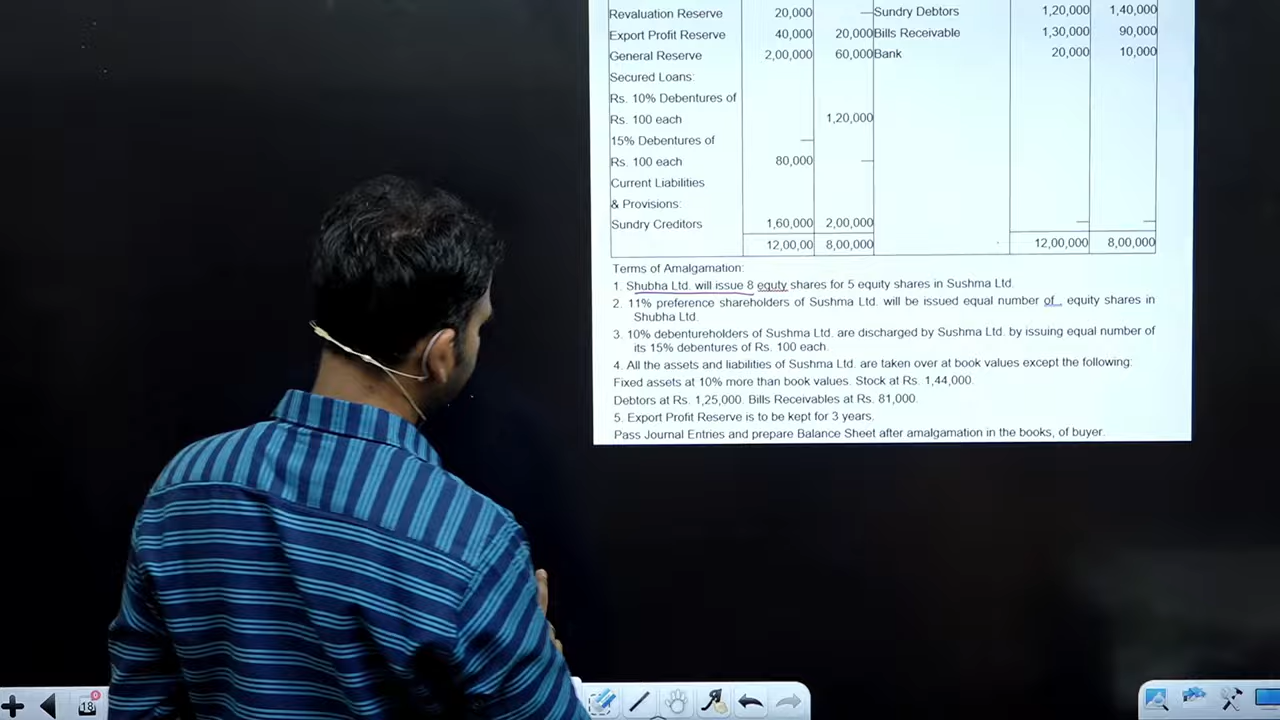 Revaluation Reserve 20,000 — Sundry Debtors 1,20,000 1,40,000
Export Profit Reserve 40,000 20,000 Bills Receivable 1,30,000 90,000
General Reserve 2,00,000 60,000 Bank 20,000 10,000
Secured Loans:
Rs. 10% Debentures of
Rs. 100 each 1,20,000
15% Debentures of —
Rs. 100 each 80,000 —
Current Liabilities
& Provisions:
Sundry Creditors 1,60,000 2,00,000 — —
12,00,00 8,00,000 12,00,000 8,00,000
Terms of Amalgamation:
1. Shubha Ltd. will issue 8 equty shares for 5 equity shares in Sushma Ltd.
2. 11% preference shareholders of Sushma Ltd. will be issued equal number of equity shares in
Shubha Ltd.
3. 10% debentureholders of Sushma Ltd. are discharged by Sushma Ltd. by issuing equal number of
its 15% debentures of Rs. 100 each.
4. All the assets and liabilities of Sushma Ltd. are taken over at book values except the following:
Fixed assets at 10% more than book values. Stock at Rs. 1,44,000.
Debtors at Rs. 1,25,000. Bills Receivables at Rs. 81,000.
5. Export Profit Reserve is to be kept for 3 years.
Pass Journal Entries and prepare Balance Sheet after amalgamation in the books, of buyer.
18
0